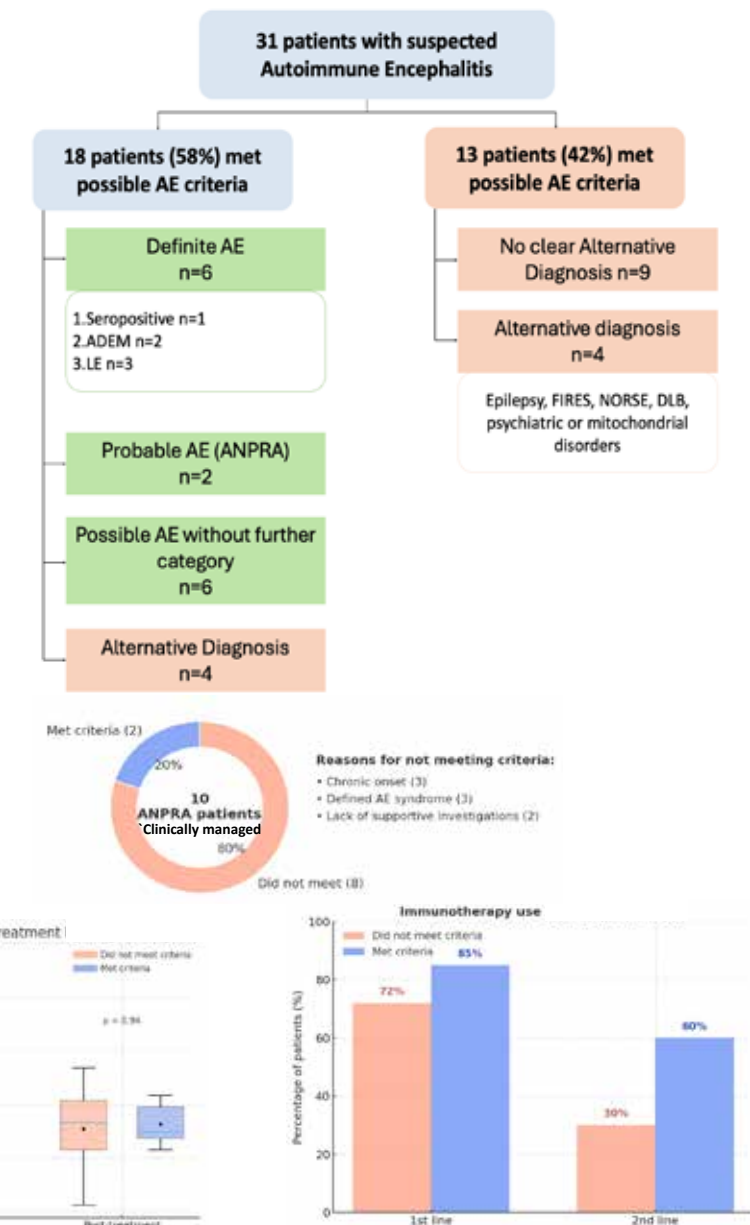 31 patients with suspected
Autoimmune Encephalitis
18 patients (58%) met
possible AE criteria
13 patients (42%) met
possible AE criteria
Definite AE
n=6
1.Seropositive n=1
2.ADEM n=2
3.LE n=3
Probable AE (ANPRA)
n=2
Possible AE without further
category
n=6
Alternative Diagnosis
n=4
No clear Alternative
Diagnosis n=9
Alternative diagnosis
n=4
Epilepsy, FIRES, NORSE, DLB,
psychiatric or mitochondrial
disorders
Met criteria (2)
20%
10
ANPRA patients
`Clinically managed
80%
Did not meet (8)
Reasons for not meeting criteria:
• Chronic onset (3)
• Defined AE syndrome (3)
• Lack of supportive investigations (2)
reatment
Did not meet criteria
Met criteria
p = 0.94
Post-treatment
Immunotherapy use
Did not meet criteria
Met criteria
Percentage of patients (%)
100
80
60
40
20
0
72%
85%
30%
60%
1st line
2nd line